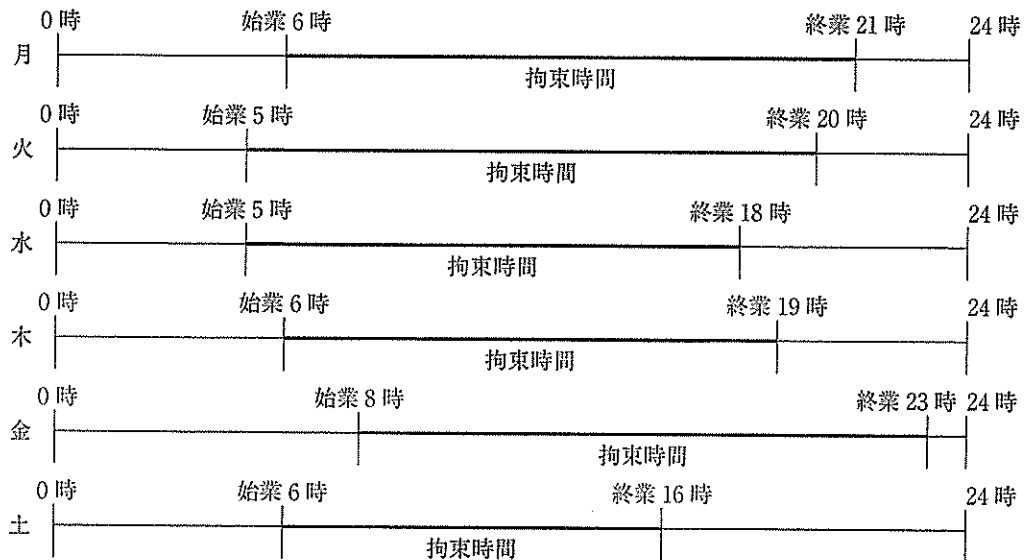 0時 始業6時 終業21時 24時
月
拘束時間
0時 始業5時 終業20時 24時
火
拘束時間
0時 始業5時 終業18時 24時
水
拘束時間
0時 始業6時 終業19時 24時
木
拘束時間
0時 始業8時 終業23時 24時
金
拘束時間
0時 始業6時 終業16時 24時
土
拘束時間